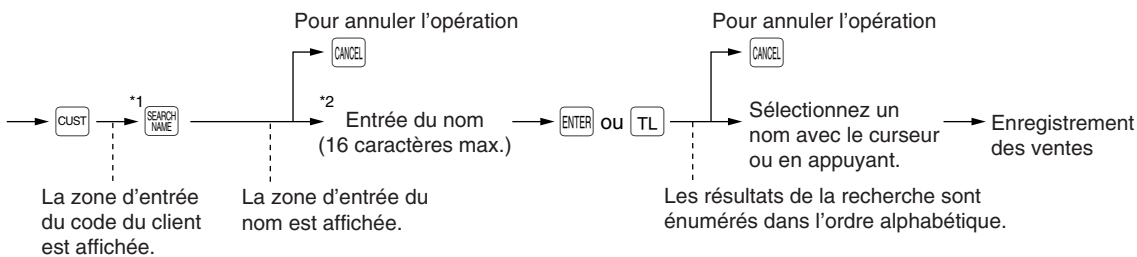 Pour annuler l’opération
CANCEL
Pour annuler l’opération
CANCEL
CUST
*1
SEARCH
NAME
*2
Entrée du nom
(16 caractères max.)
ENTER ou TL
Sélectionnez un
nom avec le curseur
ou en appuyant.
Enregistrement
des ventes
La zone d’entrée
du code du client
est affichée.
La zone d’entrée du
nom est affichée.
Les résultats de la recherche sont
énumérés dans l’ordre alphabétique.